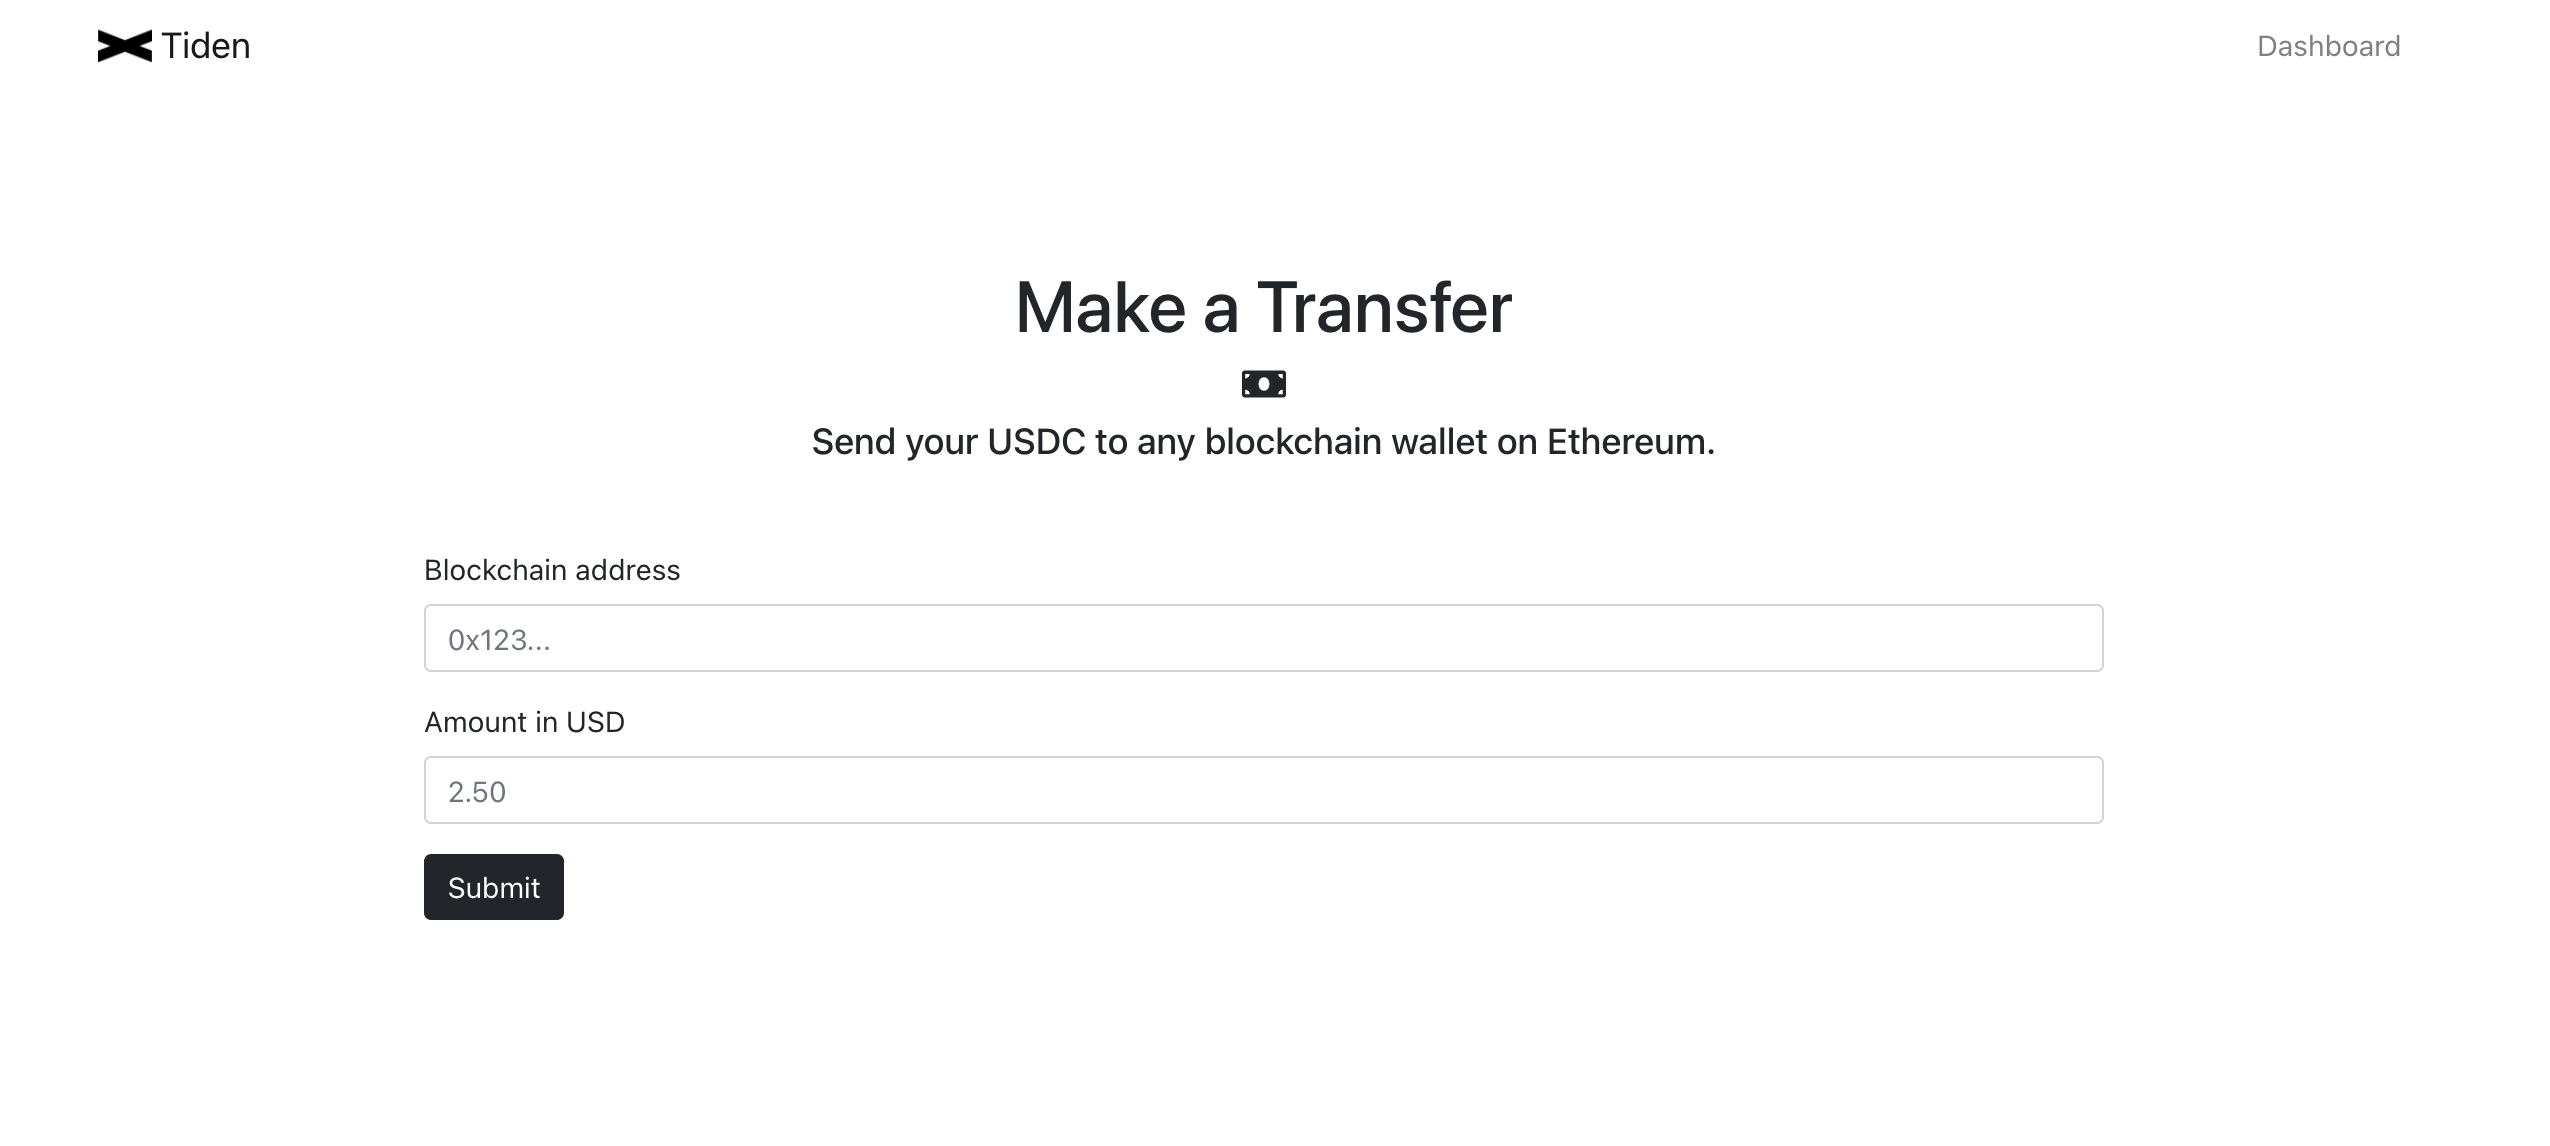 Tiden
Dashboard
Make a Transfer
Send your USDC to any blockchain wallet on Ethereum.
Blockchain address
0x123...
Amount in USD
2.50
Submit